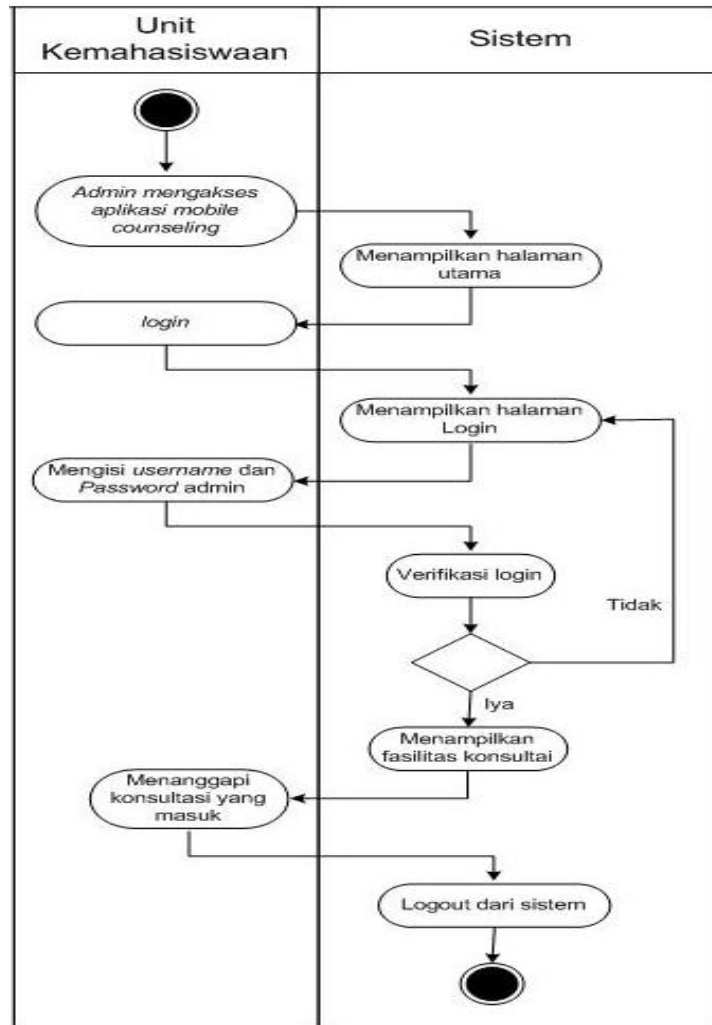 Unit
Kemahasiswaan
Sistem
Admin mengakses
aplikasi mobile
counseling
Menampilkan halaman
utama
login
Menampilkan halaman
Login
Mengisi username dan
Password admin
Verifikasi login
Tidak
Iya
Menampilkan
fasilitas konsultai
Menanggapi
konsultasi yang
masuk
Logout dari sistem